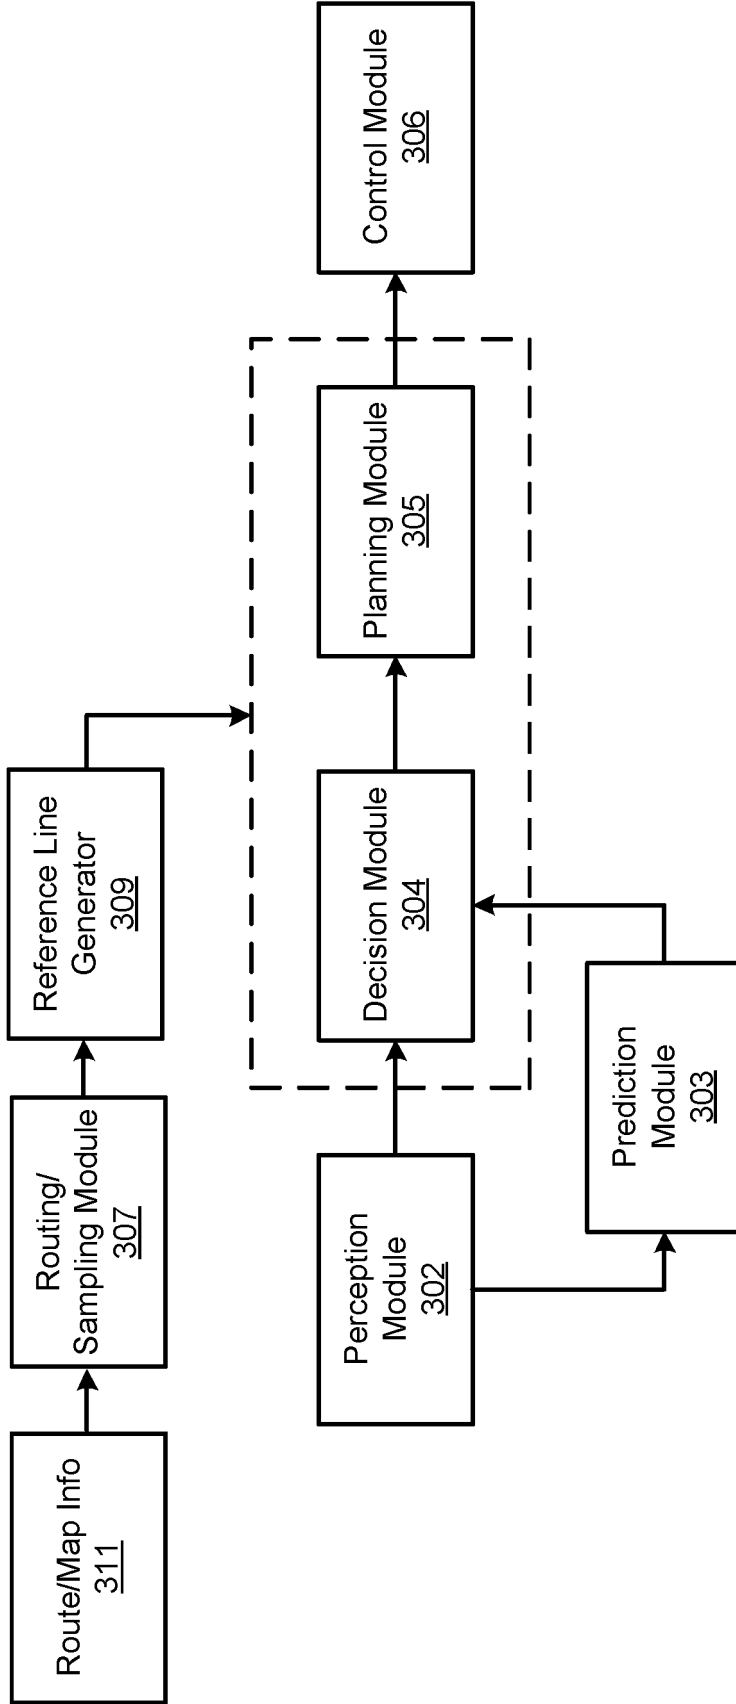 Route/Map Info
311
Routing/
Sampling Module
307
Reference Line
Generator
309
Perception
Module
302
Decision Module
304
Planning Module
305
Control Module
306
Prediction
Module
303